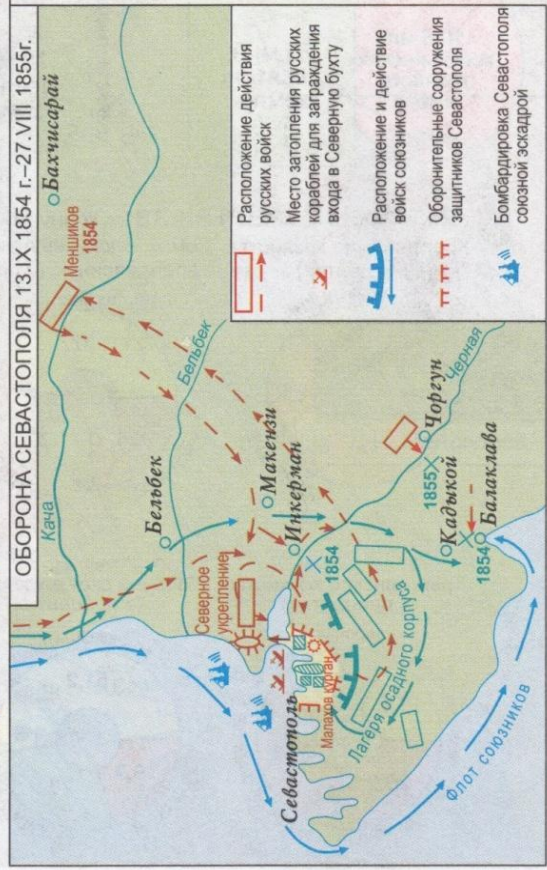 ОБОРОНА СЕВАСТОПОЛЯ 13.IX.1854 г.–27.VIII 1855г.
Кача
Бахчисарай
Меншиков
1854
Бельбек
Бельбек
Северное
укрепление
Макензи
Инкерман
Севастополь
Малахов курган
1854
Лагеря осадного корпуса
Черная
Чоргун
1855
Кадыкой
1854
Балаклава
Флот союзников
Расположение действия
русских войск
Место затопления русских
кораблей для заграждения
входа в Северную бухту
Расположение и действие
войск союзников
Оборонительные сооружения
защитников Севастополя
Бомбардировка Севастополя
союзной эскадрой